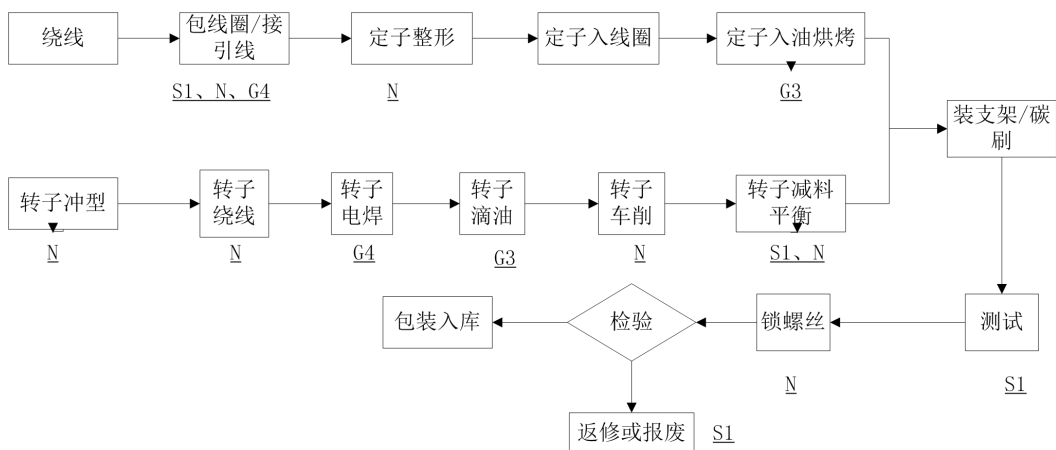 绕线
包线圈/接
引线
定子整形
定子入线圈
定子入油烘烤
S1、N、G4
N
G3
装支架/碳
刷
转子冲型
转子
绕线
转子
电焊
转子
滴油
转子
车削
转子减料
平衡
N
N
G4
G3
N
S1、N
包装入库
检验
锁螺丝
测试
N
S1
返修或报废
S1